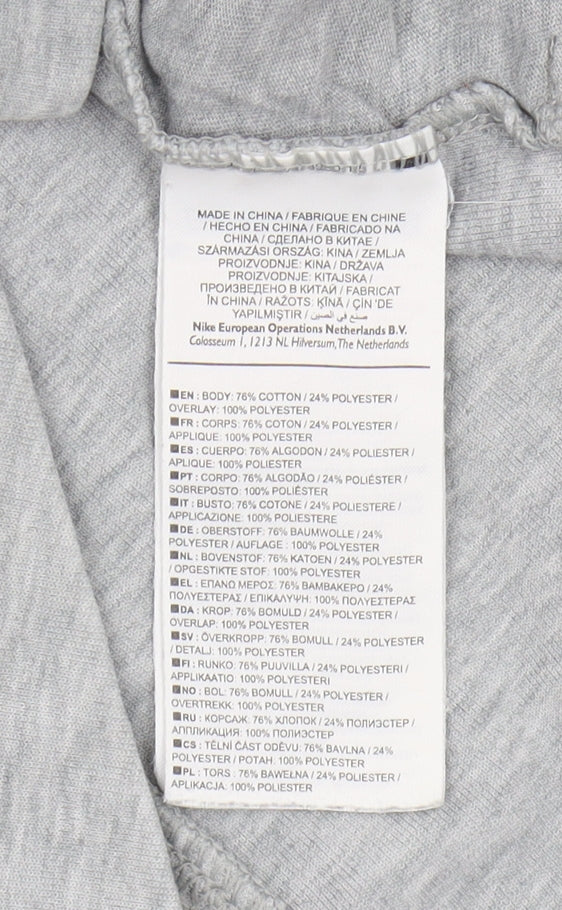 MADE IN CHINA / FABRIQUE EN CHINE
/ HECHO EN CHINA / FABRICADO NA
CHINA / СДЕЛАНО В КИТАЕ /
SZÁRMAZÁSI ORSZÁG: KINA / ZEMLJA
PROIZVODNJE: KINA / DRŽAVA
PROIZVODNJE: KITAJSKA /
ПРОИЗВЕДЕНО В КИТАЙ / FABRICAT
ÎN CHINA / RAŽOTS: ĶĪNĀ / ÇİN 'DE
YAPILMIŞTIR / صنع في الصين
Nike European Operations Netherlands B.V.
Colosseum 1, 1213 NL Hilversum, The Netherlands
EN : BODY: 76% COTTON / 24% POLYESTER /
OVERLAY: 100% POLYESTER
FR : CORPS: 76% COTON / 24% POLYESTER /
APPLIQUE: 100% POLYESTER
ES : CUERPO: 76% ALGODON / 24% POLIESTER /
APLIQUE: 100% POLIESTER
PT : CORPO: 76% ALGODÃO / 24% POLIÉSTER /
SOBREPOSTO: 100% POLIÉSTER
IT : BUSTO: 76% COTONE / 24% POLIESTERE /
APPLICAZIONE: 100% POLIESTERE
DE : OBERSTOFF: 76% BAUMWOLLE / 24%
POLYESTER / AUFLAGE : 100% POLYESTER
NL : BOVENSTOF: 76% KATOEN / 24% POLYESTER
/ OPGESTIKTE STOF: 100% POLYESTER
EL : ΕΠΑΝΩ ΜΕΡΟΣ: 76% ΒΑΜΒΑΚΕΡΟ / 24%
ΠΟΛΥΕΣΤΕΡΑΣ / ΕΠΙΚΑΛΥΨΗ: 100% ΠΟΛΥΕΣΤΕΡΑΣ
DA : KROP: 76% BOMULD / 24% POLYESTER /
OVERLAP: 100% POLYESTER
SV : ÖVERKROPP: 76% BOMULL / 24% POLYESTER
/ DETALJ: 100% POLYESTER
FI : RUNKO: 76% PUUVILLA / 24% POLYESTERI /
APPLIKAATIO: 100% POLYESTERI
NO : BOL: 76% BOMULL / 24% POLYESTER /
OVERTREKK: 100% POLYESTER
RU : КОРСАЖ: 76% ХЛОПОК / 24% ПОЛИЭСТЕР /
АППЛИКАЦИЯ: 100% ПОЛИЭСТЕР
CS : TĚLNÍ ČÁST ODĚVU: 76% BAVLNA / 24%
POLYESTER / POTAH: 100% POLYESTER
PL : TORS : 76% BAWEŁNA / 24% POLIESTER /
APLIKACJA: 100% POLIESTER